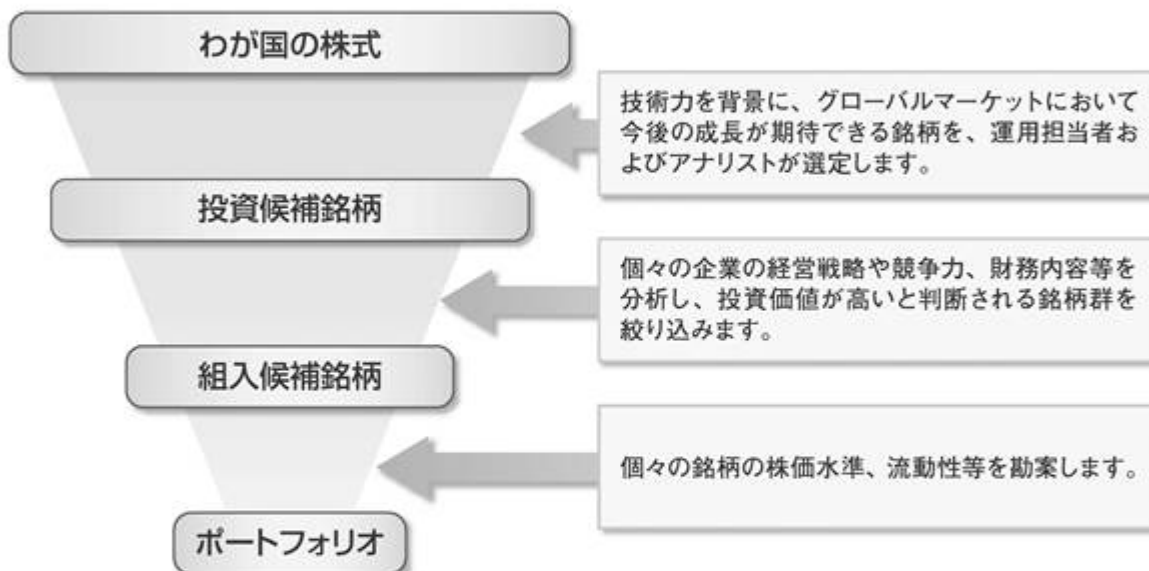 わが国の株式
技術力を背景に、グローバルマーケットにおいて
今後の成長が期待できる銘柄を、運用担当者お
よびアナリストが選定します。
投資候補銘柄
個々の企業の経営戦略や競争力、財務内容等を
分析し、投資価値が高いと判断される銘柄群を
絞り込みます。
組入候補銘柄
個々の銘柄の株価水準、流動性等を勘案します。
ポートフォリオ